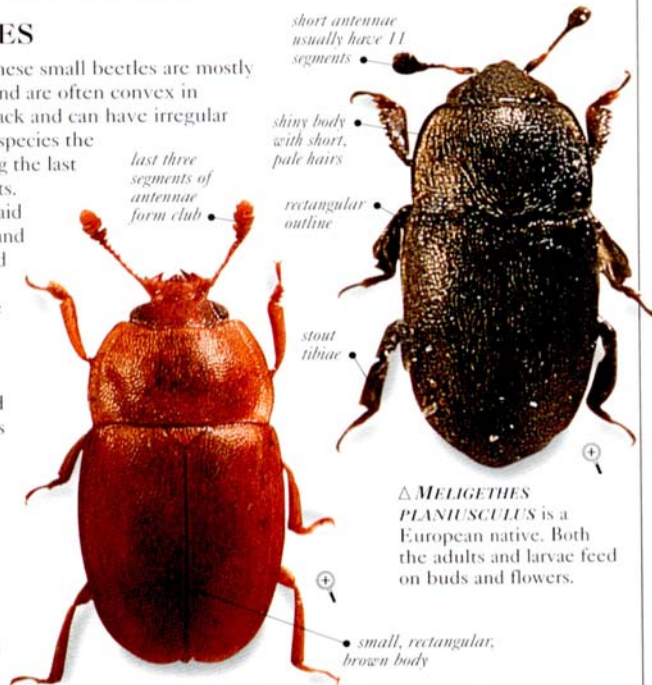 ES
hese small beetles are mostly
nd are often convex in
ack and can have irregular
species the
g the last
ts.
aid
nd
d
e
d
s
last three
segments of
antennae
form club
short antennae
usually have 11
segments
shiny body
with short,
pale hairs
rectangular
outline
stout
tibiae
△ MELIGETHES
PLANIUSCULUS is a
European native. Both
the adults and larvae feed
on buds and flowers.
small, rectangular,
brown body